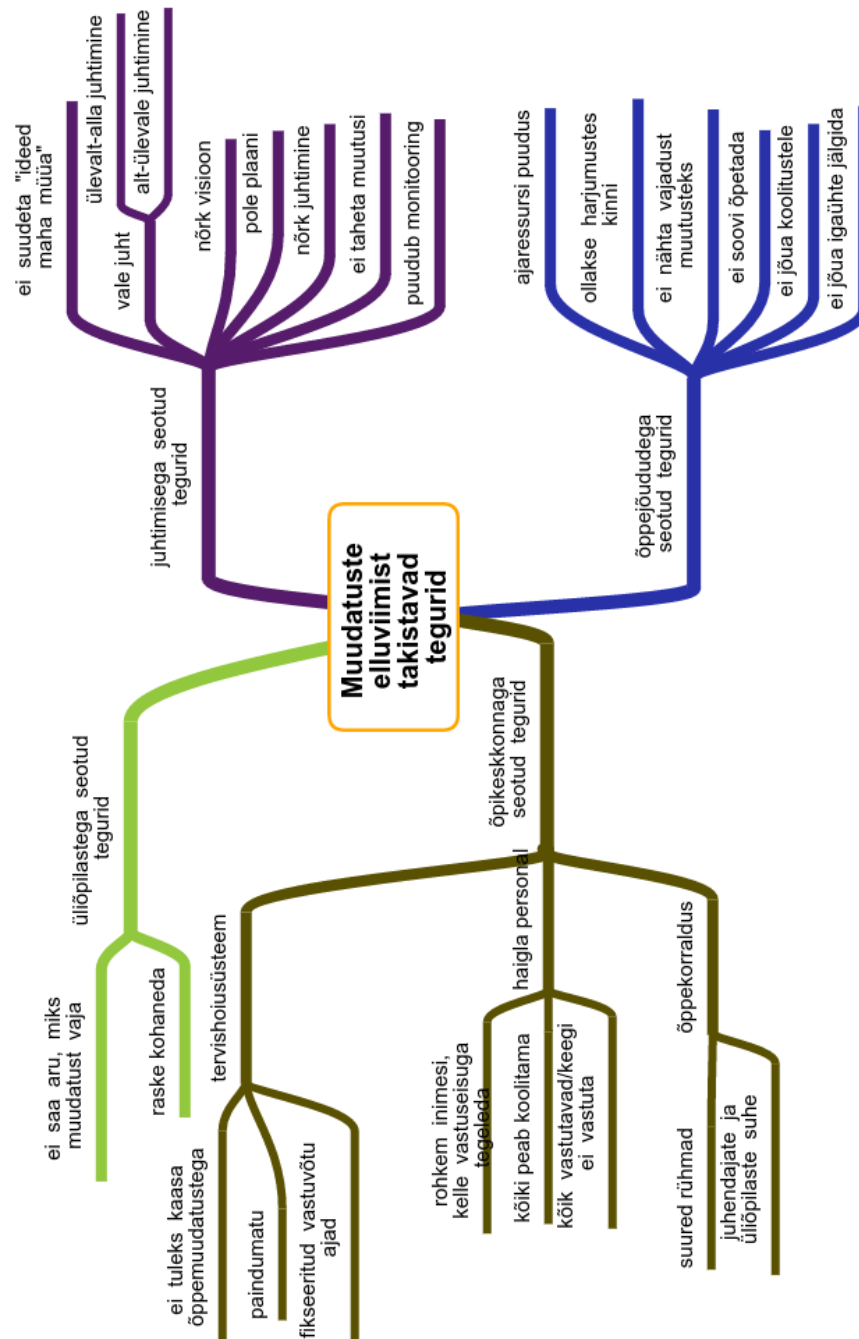 Muudatuste
elluviimist
takistavad
tegurid
juhtimisega seotud
tegurid
ei suudeta "ideed
maha müüa"
vale juht
ülevalt-alla juhtimine
alt-ülevale juhtimine
nõrk visioon
pole plaani
nõrk juhtimine
ei taheta muutusi
puudub monitooring
õppejõududega
seotud tegurid
ajaressursi puudus
ollakse harjumustes
kinni
ei nähta vajadust
muutusteks
ei soovi õpetada
ei jõua koolitustele
ei jõua igaühte jälgida
üliõpilastega seotud
tegurid
ei saa aru, miks
muudatust vaja
raske kohaneda
õpikeskkonnaga
seotud tegurid
tervishoiusüsteem
ei tuleks kaasa
õppemuudatustega
paindumatu
fikseeritud vastuvõtu
ajad
haigla personal
rohkem inimesi,
kelle vastuseisuga
tegeleda
kõiki peab koolitama
kõik vastutavad/keegi
ei vastuta
õppekorraldus
suured rühmad
juhendajate ja
üliõpilaste suhe